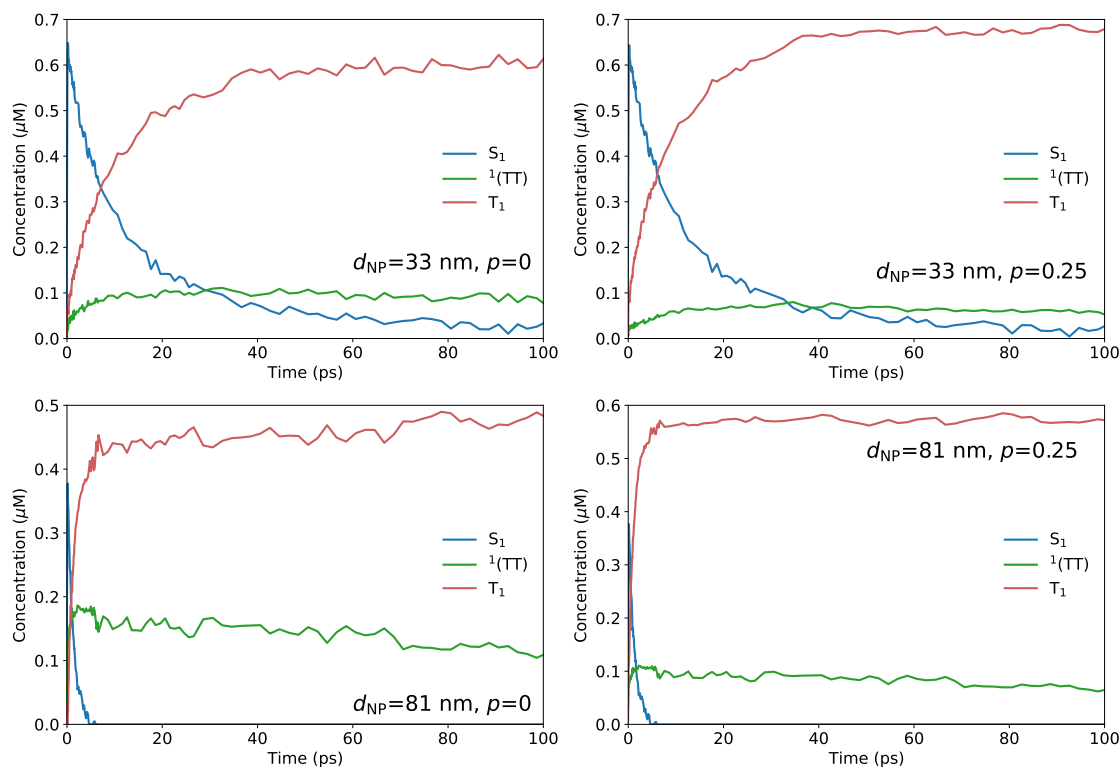 0.7
0.6
0.5
0.4
0.3
0.2
0.1
0.0
Concentration (μM)
S₁
¹(TT)
T₁
d_NP=33 nm, p=0
0 20 40 60 80 100
Time (ps)
0.7
0.6
0.5
0.4
0.3
0.2
0.1
0.0
Concentration (μM)
S₁
¹(TT)
T₁
d_NP=33 nm, p=0.25
0 20 40 60 80 100
Time (ps)
0.5
0.4
0.3
0.2
0.1
0.0
Concentration (μM)
S₁
¹(TT)
T₁
d_NP=81 nm, p=0
0 20 40 60 80 100
Time (ps)
0.6
0.5
0.4
0.3
0.2
0.1
0.0
Concentration (μM)
d_NP=81 nm, p=0.25
S₁
¹(TT)
T₁
0 20 40 60 80 100
Time (ps)